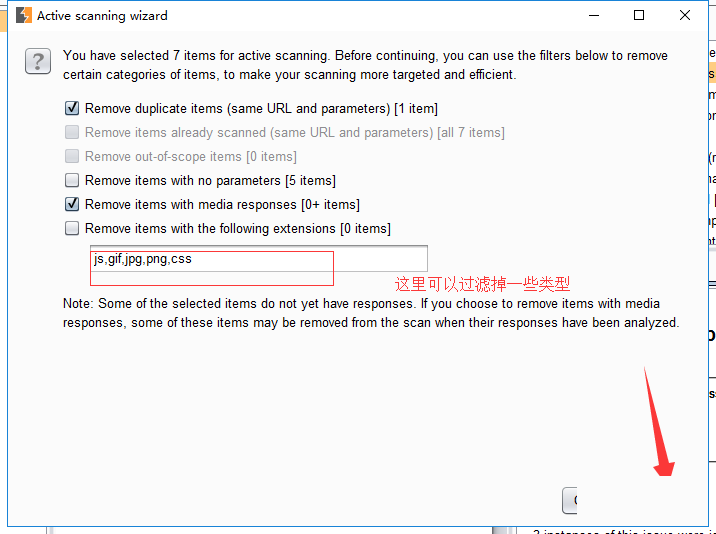 Active scanning wizard
You have selected 7 items for active scanning. Before continuing, you can use the filters below to remove
certain categories of items, to make your scanning more targeted and efficient.
Remove duplicate items (same URL and parameters) [1 item]
Remove items already scanned (same URL and parameters) [all 7 items]
Remove out-of-scope items [0 items]
Remove items with no parameters [5 items]
Remove items with media responses [0+ items]
Remove items with the following extensions [0 items]
js,gif,jpg,png,css
这里可以过滤掉一些类型
Note: Some of the selected items do not yet have responses. If you choose to remove items with media
responses, some of these items may be removed from the scan when their responses have been analyzed.